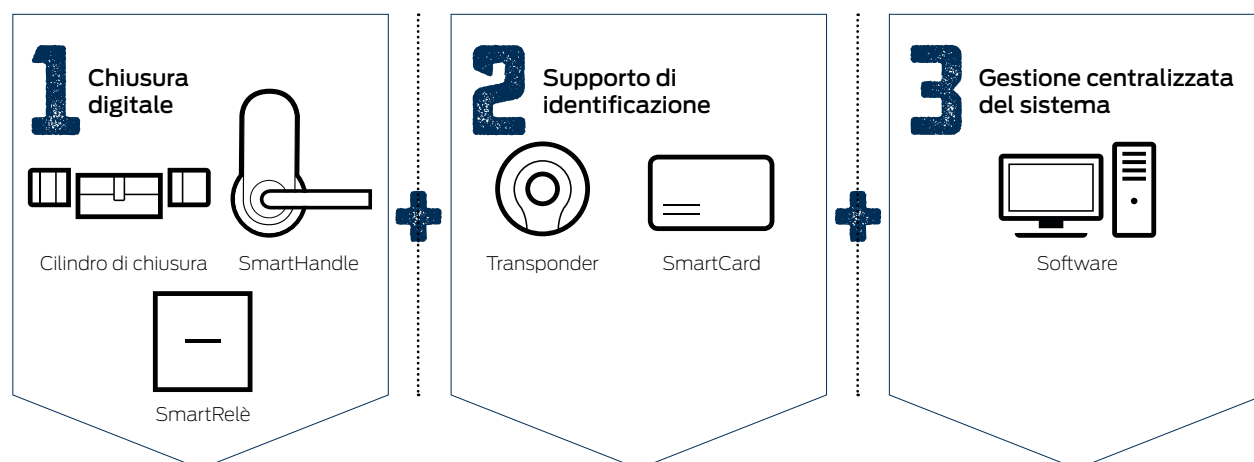 1
Chiusura
digitale
Cilindro di chiusura
SmartHandle
SmartRelè
2
Supporto di
identificazione
Transponder
SmartCard
3
Gestione centralizzata
del sistema
Software